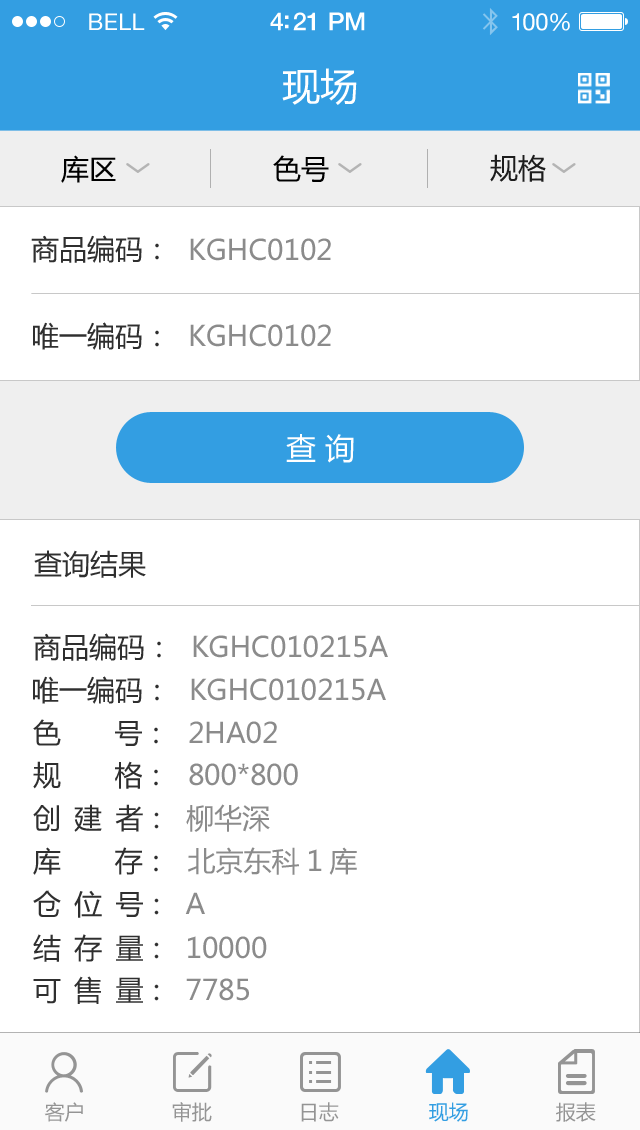 BELL 4:21 PM 100%
现场
库区 色号 规格
商品编码： KGHC0102
唯一编码： KGHC0102
查 询
查询结果
商品编码： KGHC010215A
唯一编码： KGHC010215A
色 号： 2HA02
规 格： 800*800
创 建 者： 柳华深
库 存： 北京东科 1 库
仓 位 号： A
结 存 量： 10000
可 售 量： 7785
客户 审批 日志 现场 报表